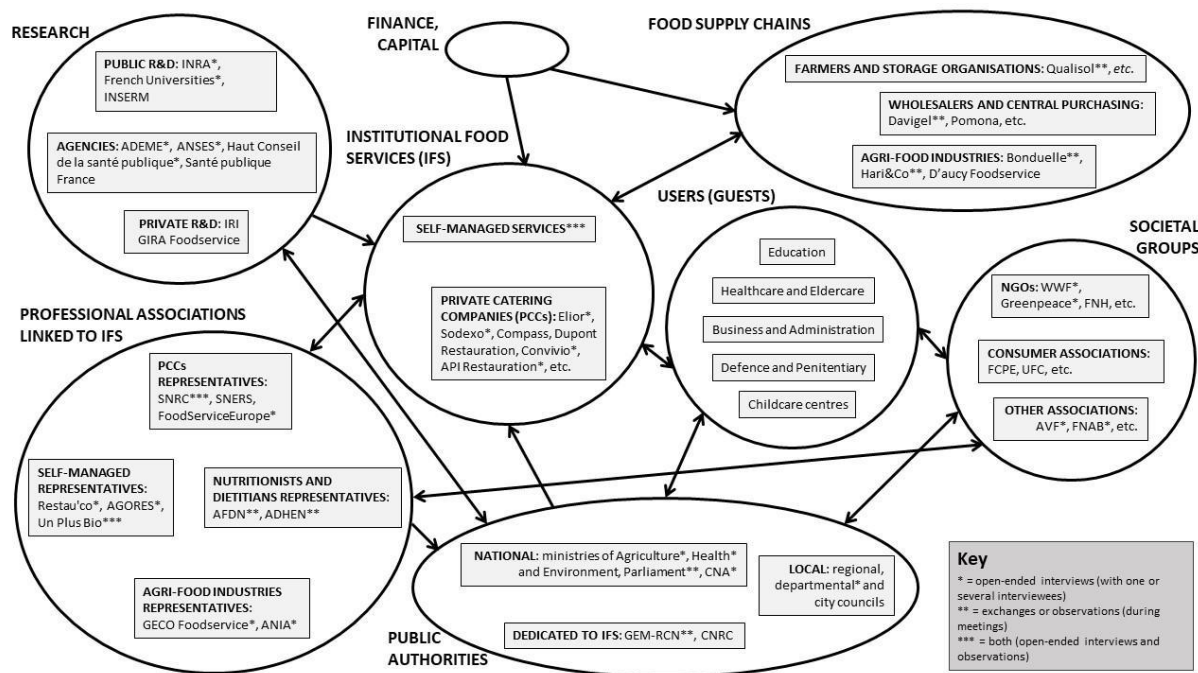 RESEARCH
PUBLIC R&D: INRA*,
French Universities*,
INSERM
AGENCIES: ADEME*, ANSES*, Haut Conseil
de la santé publique*, Santé publique
France
PRIVATE R&D: IRI
GIRA Foodservice
FINANCE,
CAPITAL
FOOD SUPPLY CHAINS
FARMERS AND STORAGE ORGANISATIONS: Qualisol**, etc.
WHOLESALERS AND CENTRAL PURCHASING:
Davigel**, Pomona, etc.
AGRI-FOOD INDUSTRIES: Bonduelle**,
Hari&Co**, D'aucy Foodservice
INSTITUTIONAL FOOD
SERVICES (IFS)
SELF-MANAGED SERVICES***
PRIVATE CATERING
COMPANIES (PCCs): Elior*,
Sodexo*, Compass, Dupont
Restauration, Convivio*,
API Restauration*, etc.
USERS (GUESTS)
Education
Healthcare and Eldercare
Business and Administration
Defence and Penitentiary
Childcare centres
SOCIETAL
GROUPS
NGOs: WWF*,
Greenpeace*, FNH, etc.
CONSUMER ASSOCIATIONS:
FCPE, UFC, etc.
OTHER ASSOCIATIONS:
AVF*, FNAB*, etc.
PROFESSIONAL ASSOCIATIONS
LINKED TO IFS
PCCs
REPRESENTATIVES:
SNRC***, SNERS,
FoodServiceEurope*
SELF-MANAGED
REPRESENTATIVES:
Restau'co*, AGORES*,
Un Plus Bio***
NUTRITIONISTS AND
DIETITIANS REPRESENTATIVES:
AFDN**, ADHEN**
AGRI-FOOD INDUSTRIES
REPRESENTATIVES:
GECO Foodservice*, ANIA*
NATIONAL: ministries of Agriculture*, Health*
and Environment, Parliament**, CNA*
LOCAL: regional,
departmental* and
city councils
DEDICATED TO IFS: GEM-RCN**, CNRC
PUBLIC
AUTHORITIES
Key
* = open-ended interviews (with one or
several interviewees)
** = exchanges or observations (during
meetings)
*** = both (open-ended interviews and
observations)